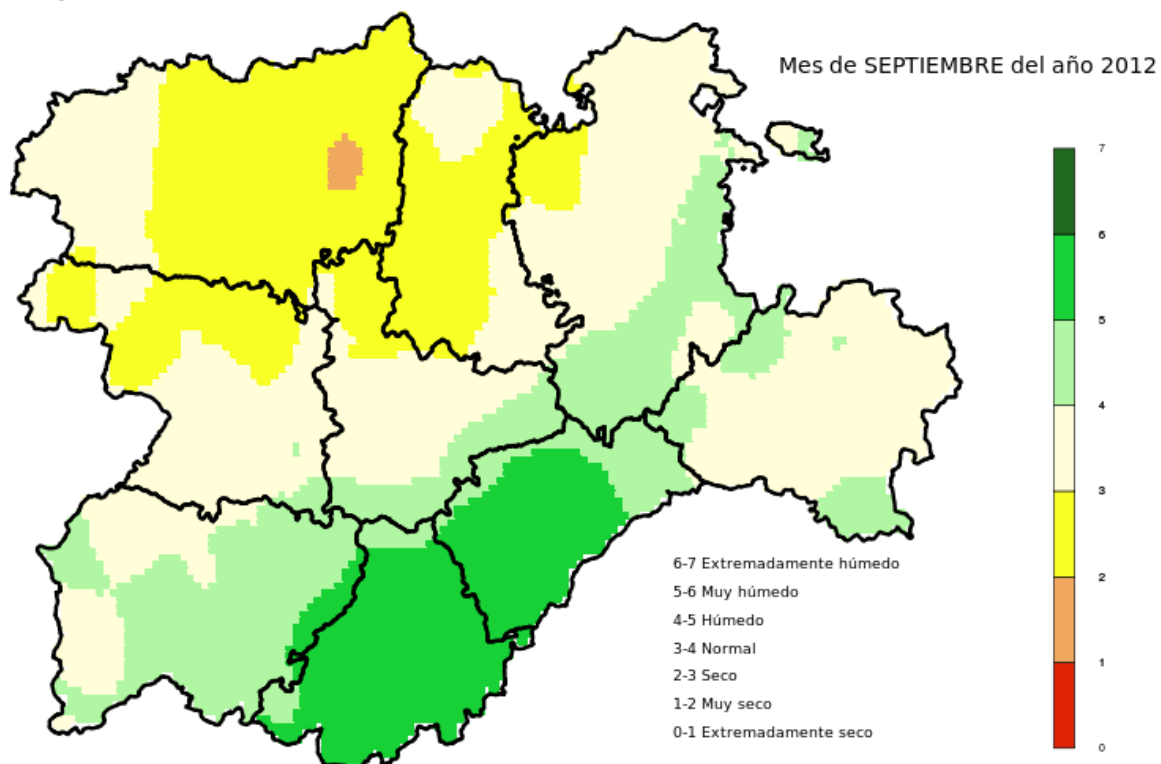 Mes de SEPTIEMBRE del año 2012
7
6
5
4
3
2
1
0
6-7 Extremadamente húmedo
5-6 Muy húmedo
4-5 Húmedo
3-4 Normal
2-3 Seco
1-2 Muy seco
0-1 Extremadamente seco